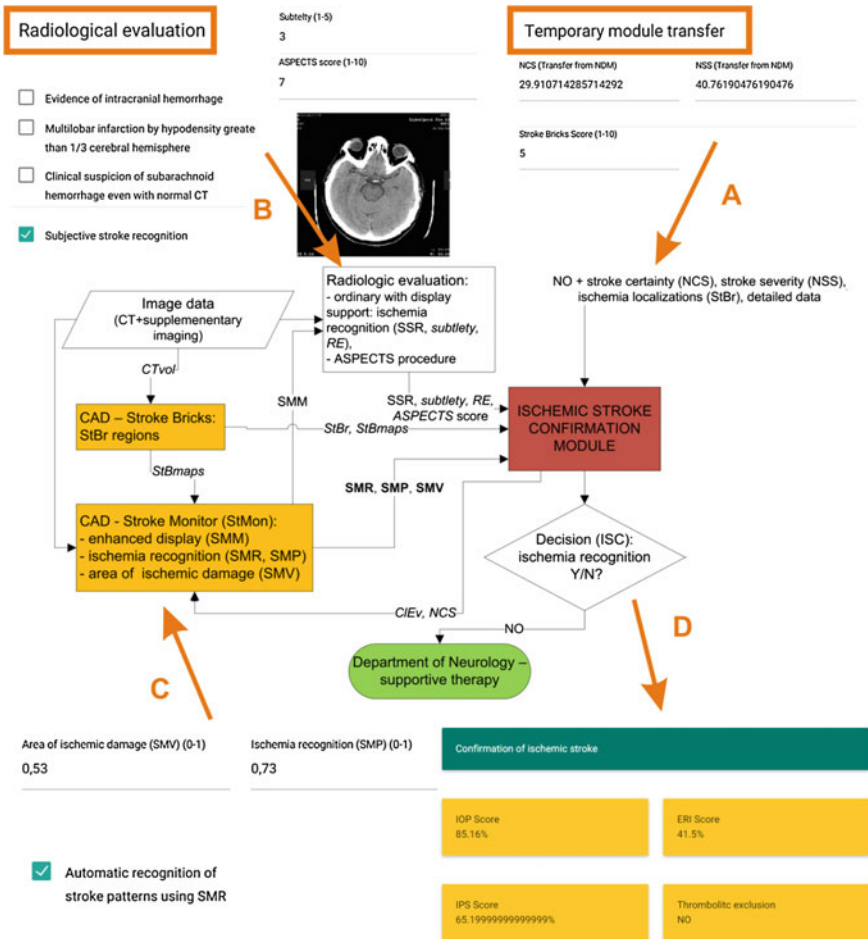 Radiological evaluation
Subtelty (1-5)
3
ASPECTS score (1-10)
7
Temporary module transfer
NCS (Transfer from NDM)
29.910714285714292
NSS (Transfer from NDM)
40.76190476190476
Stroke Bricks Score (1-10)
5
Evidence of intracranial hemorrhage
Multilobar infarction by hypodensity greater
than 1/3 cerebral hemisphere
Clinical suspicion of subarachnoid
hemorrhage even with normal CT
Subjective stroke recognition
B
A
Image data
(CT+supplemenentary
imaging)
Radiologic evaluation:
- ordinary with display
support: ischemia
recognition (SSR, subtlety,
RE),
- ASPECTS procedure
NO + stroke certainty (NCS), stroke severity (NSS),
ischemia localizations (StBr), detailed data
CTvol
SMM
CAD – Stroke Bricks:
StBr regions
SSR, subtlety, RE,
ASPECTS score
StBr, StBmaps
ISCHEMIC STROKE
CONFIRMATION
MODULE
StBmaps
SMR, SMP, SMV
CAD - Stroke Monitor (StMon):
- enhanced display (SMM)
- ischemia recognition (SMR, SMP)
- area of ischemic damage (SMV)
Decision (ISC):
ischemia recognition
Y/N?
ClEv, NCS
NO
D
C
Department of Neurology –
supportive therapy
Area of ischemic damage (SMV) (0-1)
0,53
Ischemia recognition (SMP) (0-1)
0,73
Automatic recognition of
stroke patterns using SMR
Confirmation of ischemic stroke
IOP Score
85.16%
ERI Score
41.5%
IPS Score
65.19999999999999%
Thrombolitc exclusion
NO